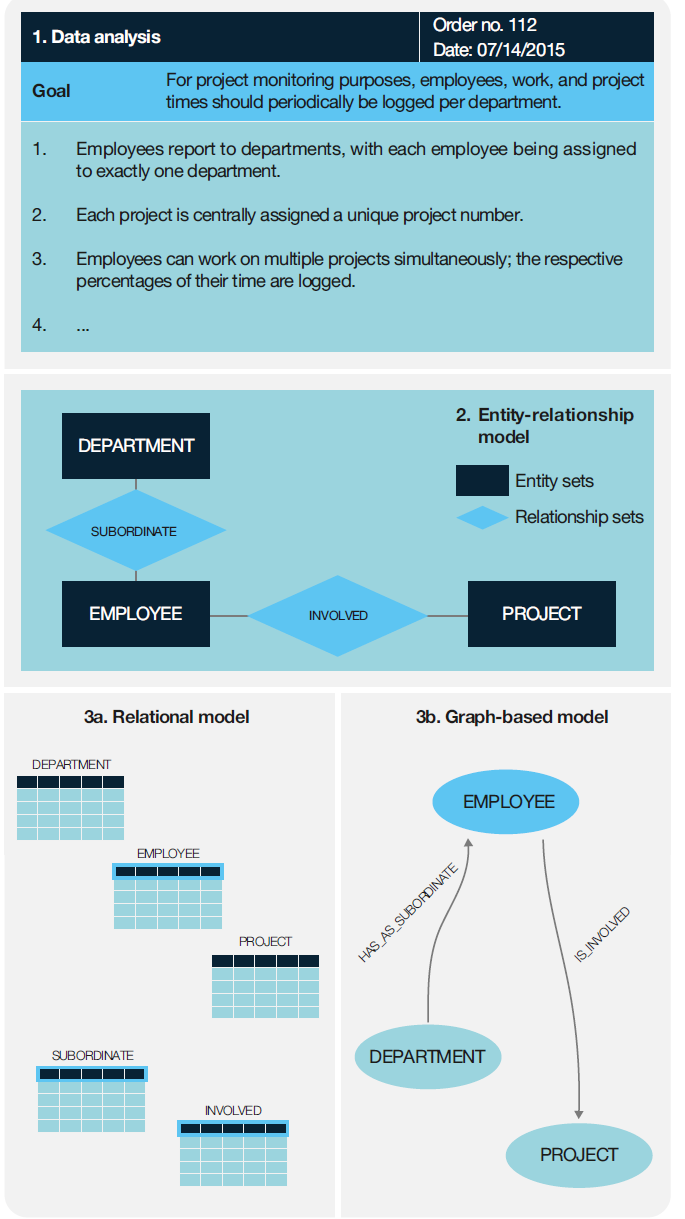 1. Data analysis
Order no. 112
Date: 07/14/2015
Goal
For project monitoring purposes, employees, work, and project
times should periodically be logged per department.
1. Employees report to departments, with each employee being assigned
to exactly one department.
2. Each project is centrally assigned a unique project number.
3. Employees can work on multiple projects simultaneously; the respective
percentages of their time are logged.
4. ...
2. Entity-relationship
model
Entity sets
Relationship sets
DEPARTMENT
SUBORDINATE
EMPLOYEE
INVOLVED
PROJECT
3a. Relational model
DEPARTMENT
EMPLOYEE
PROJECT
SUBORDINATE
INVOLVED
3b. Graph-based model
EMPLOYEE
HAS_AS_SUBORDINATE
IS_INVOLVED
DEPARTMENT
PROJECT